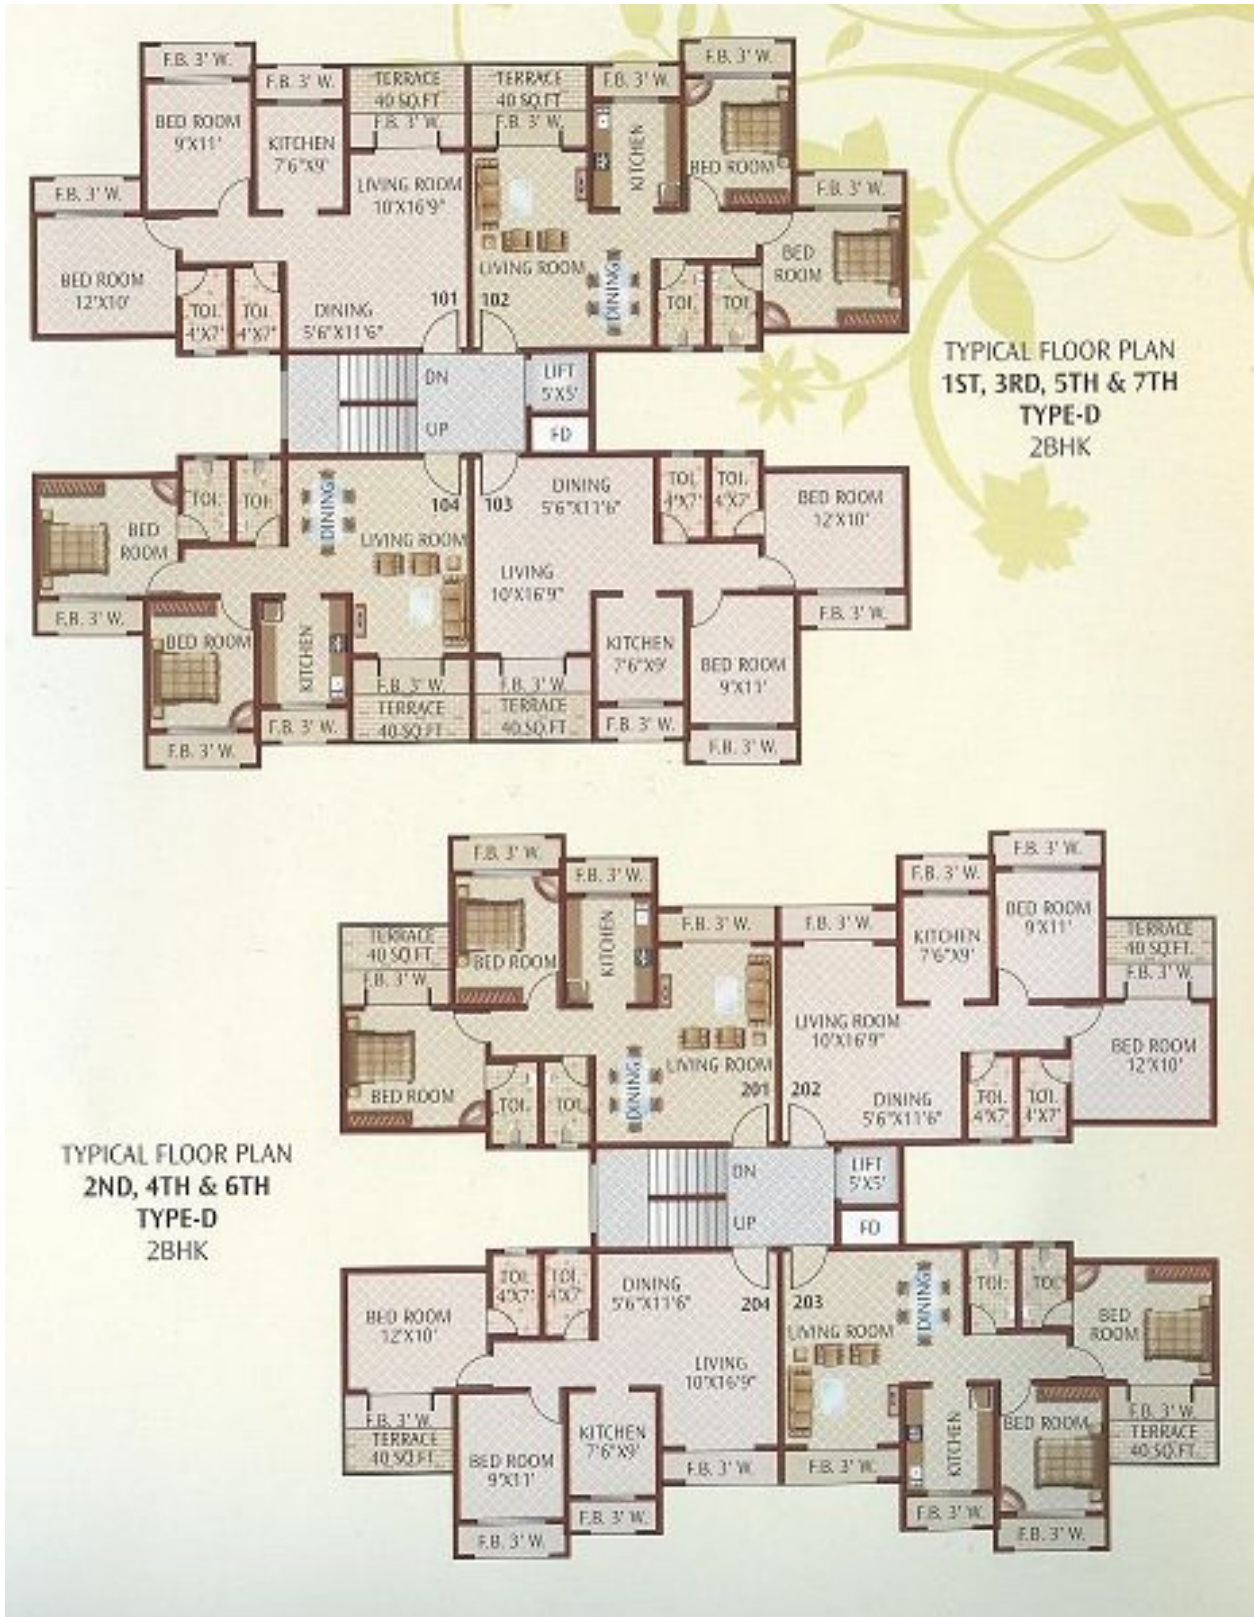 F.B. 3' W.
BED ROOM
9'X11'
F.B. 3' W.
KITCHEN
7'6"X9'
TERRACE
40 SQ.FT
F.B. 3' W.
LIVING ROOM
10'X16'9"
F.B. 3' W.
BED ROOM
12'X10'
TOI.
4'X7'
TOI.
4'X7'
DINING
5'6"X11'6"
101
TERRACE
40 SQ.FT
F.B. 3' W.
F.B. 3' W.
KITCHEN
F.B. 3' W.
BED ROOM
F.B. 3' W.
BED
ROOM
LIVING ROOM
DINING
TOI.
TOI.
102
DN
UP
LIFT
5'X5'
FD
TYPICAL FLOOR PLAN
1ST, 3RD, 5TH & 7TH
TYPE-D
2BHK
TOI.
TOI.
DINING
104
LIVING ROOM
BED
ROOM
F.B. 3' W.
BED ROOM
F.B. 3' W.
KITCHEN
F.B. 3' W.
F.B. 3' W.
TERRACE
40 SQ.FT
103
DINING
5'6"X11'6"
TOI.
4'X7'
TOI.
4'X7'
BED ROOM
12'X10'
F.B. 3' W.
LIVING
10'X16'9"
KITCHEN
7'6"X9'
F.B. 3' W.
BED ROOM
9'X11'
F.B. 3' W.
F.B. 3' W.
TERRACE
40 SQ.FT
F.B. 3' W.
BED ROOM
F.B. 3' W.
KITCHEN
F.B. 3' W.
TERRACE
40 SQ.FT.
F.B. 3' W.
BED ROOM
TOI.
TOI.
DINING
LIVING ROOM
201
F.B. 3' W.
F.B. 3' W.
KITCHEN
7'6"X9'
F.B. 3' W.
BED ROOM
9'X11'
TERRACE
40 SQ.FT.
F.B. 3' W.
BED ROOM
12'X10'
LIVING ROOM
10'X16'9"
202
DINING
5'6"X11'6"
TOI.
4'X7'
TOI.
4'X7'
TYPICAL FLOOR PLAN
2ND, 4TH & 6TH
TYPE-D
2BHK
DN
UP
LIFT
5'X5'
FD
TOI.
4'X7'
TOI.
4'X7'
DINING
5'6"X11'6"
204
BED ROOM
12'X10'
LIVING
10'X16'9"
F.B. 3' W.
TERRACE
40 SQ.FT.
BED ROOM
9'X11'
F.B. 3' W.
KITCHEN
7'6"X9'
F.B. 3' W.
F.B. 3' W.
203
LIVING ROOM
DINING
TOI.
TOI.
BED
ROOM
F.B. 3' W.
TERRACE
40 SQ.FT.
BED ROOM
F.B. 3' W.
KITCHEN
F.B. 3' W.
F.B. 3' W.